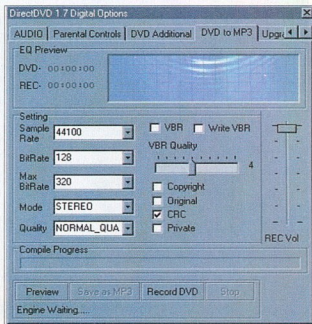 DirectDVD 1 7 Digital Options
AUDIO Parental Controls DVD Additional DVD to MP3 Upgr
EQ Preview
DVD- 00:00:00
REC- 00:00:00
Setting
Sample Rate 44100
VBR Write VBR
VBR Quality
BitRate 128
4
Max BitRate 320
Copyright
Original
Mode STEREO
CRC
Quality NORMAL_QUA
Private
REC Vol
Compile Progress
Preview Save as MP3 Record DVD Stop
Engine Waiting.....